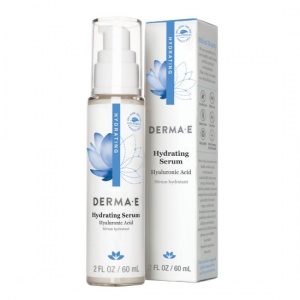 HYDRATING
DERMA·E
Hydrating Serum
Hyaluronic Acid
Sérum hydratant
2 FL OZ / 60 mL
HYDRATING
DERMA·E
Hydrating
Serum
Hyaluronic Acid
Sérum hydratant
2 FL OZ / 60 mL